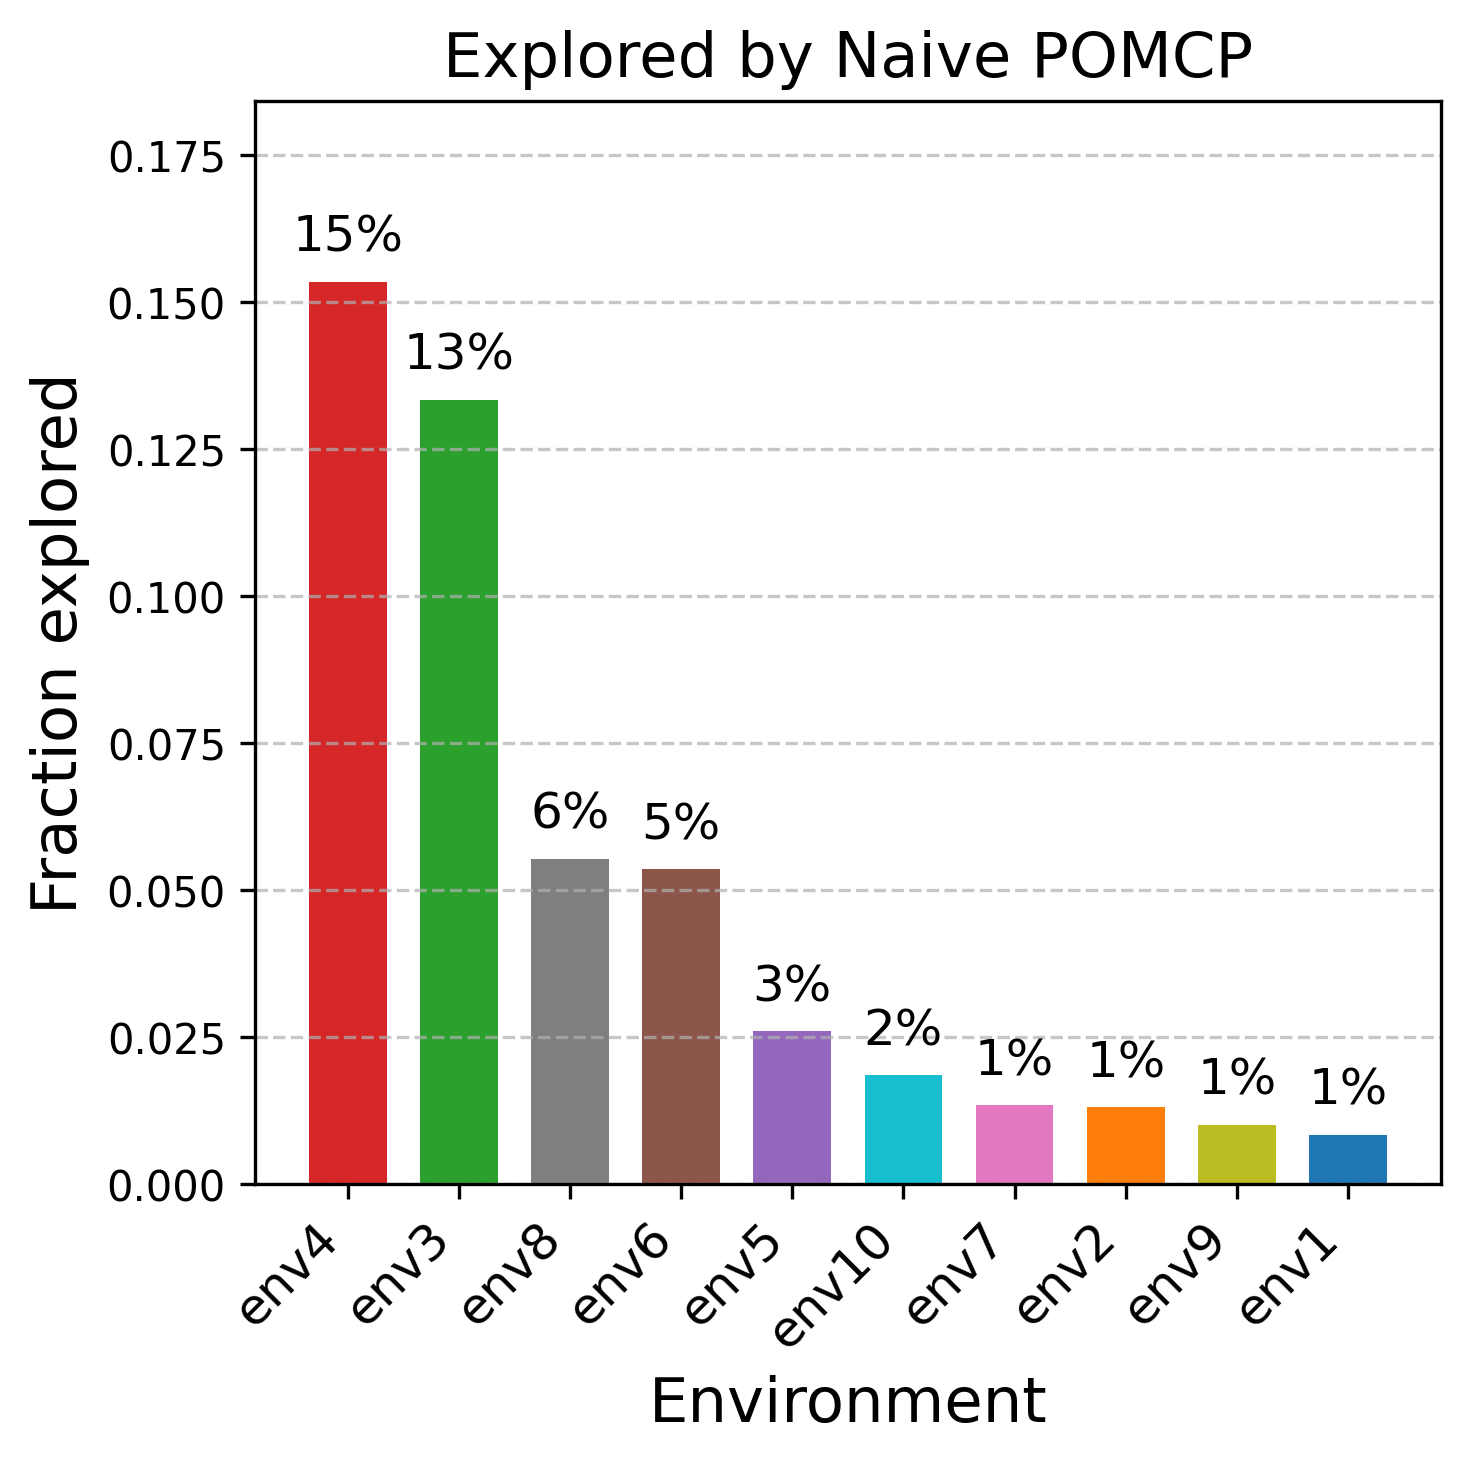 Explored by Naive POMCP
Fraction explored
0.175
0.150
0.125
0.100
0.075
0.050
0.025
0.000
15%
13%
6%
5%
3%
2%
1%
1%
1%
1%
env4
env3
env8
env6
env5
env10
env7
env2
env9
env1
Environment